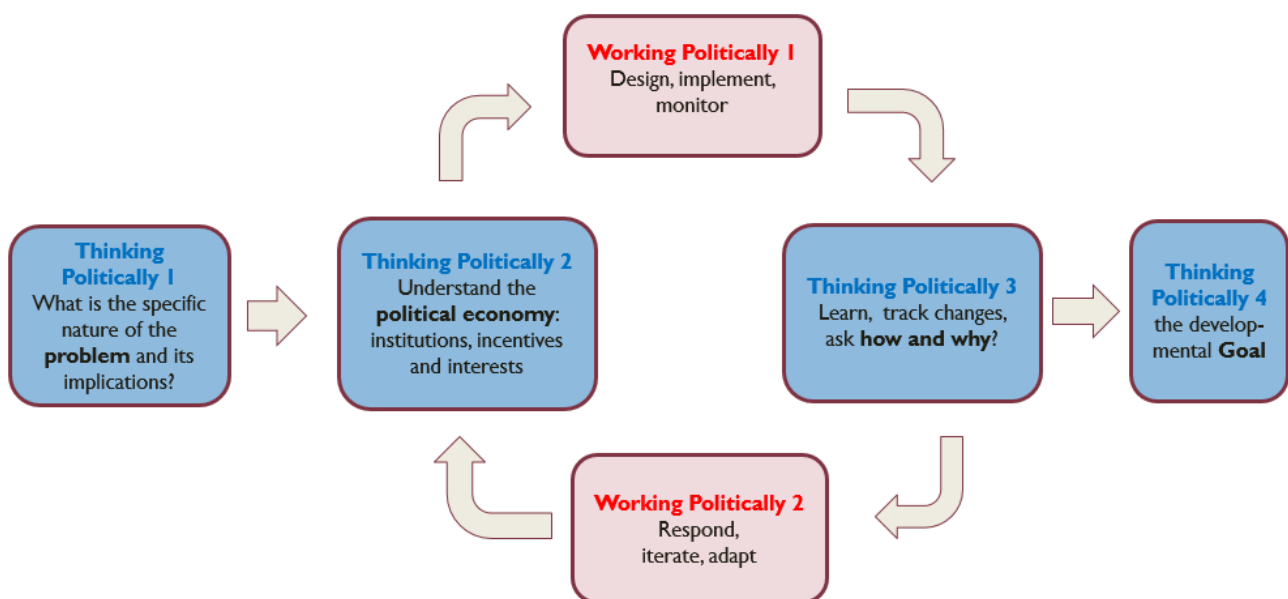 Working Politically 1
Design, implement,
monitor
Thinking
Politically 1
What is the specific
nature of the
problem and its
implications?
Thinking Politically 2
Understand the
political economy:
institutions, incentives
and interests
Thinking Politically 3
Learn, track changes,
ask how and why?
Thinking
Politically 4
the develop-
mental Goal
Working Politically 2
Respond,
iterate, adapt